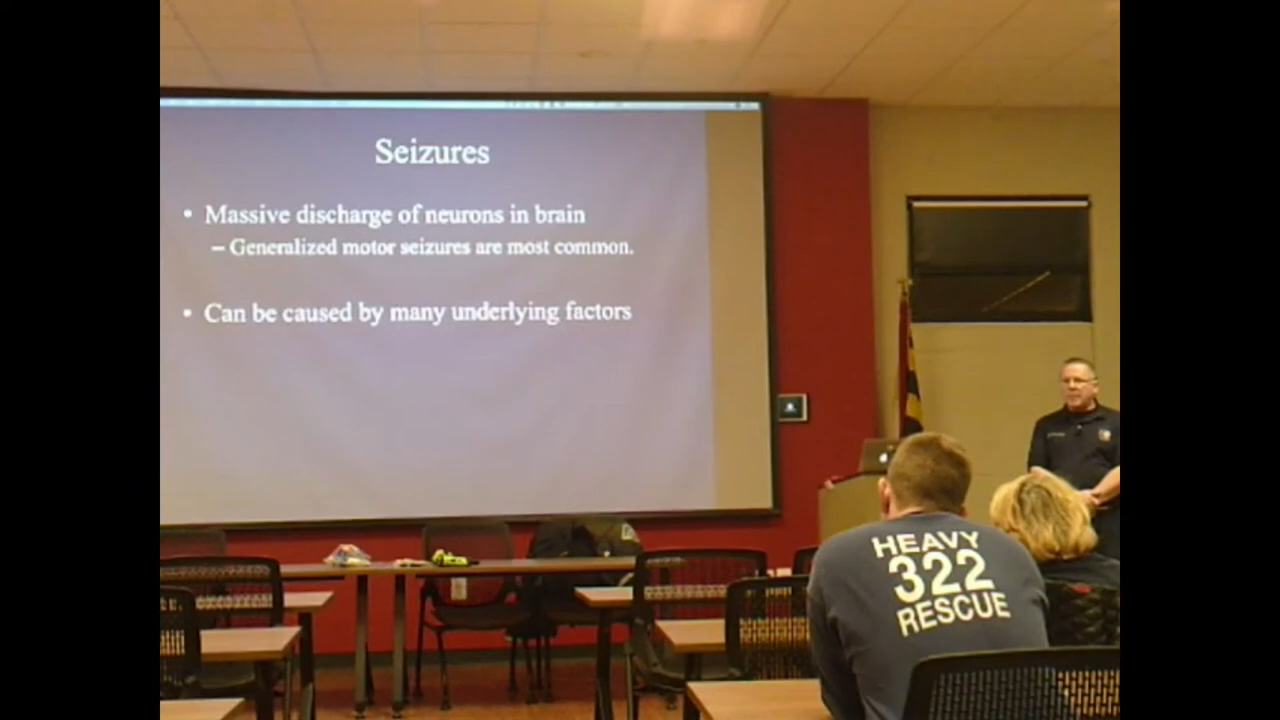 Seizures
• Massive discharge of neurons in brain
– Generalized motor seizures are most common.
• Can be caused by many underlying factors
HEAVY
322
RESCUE